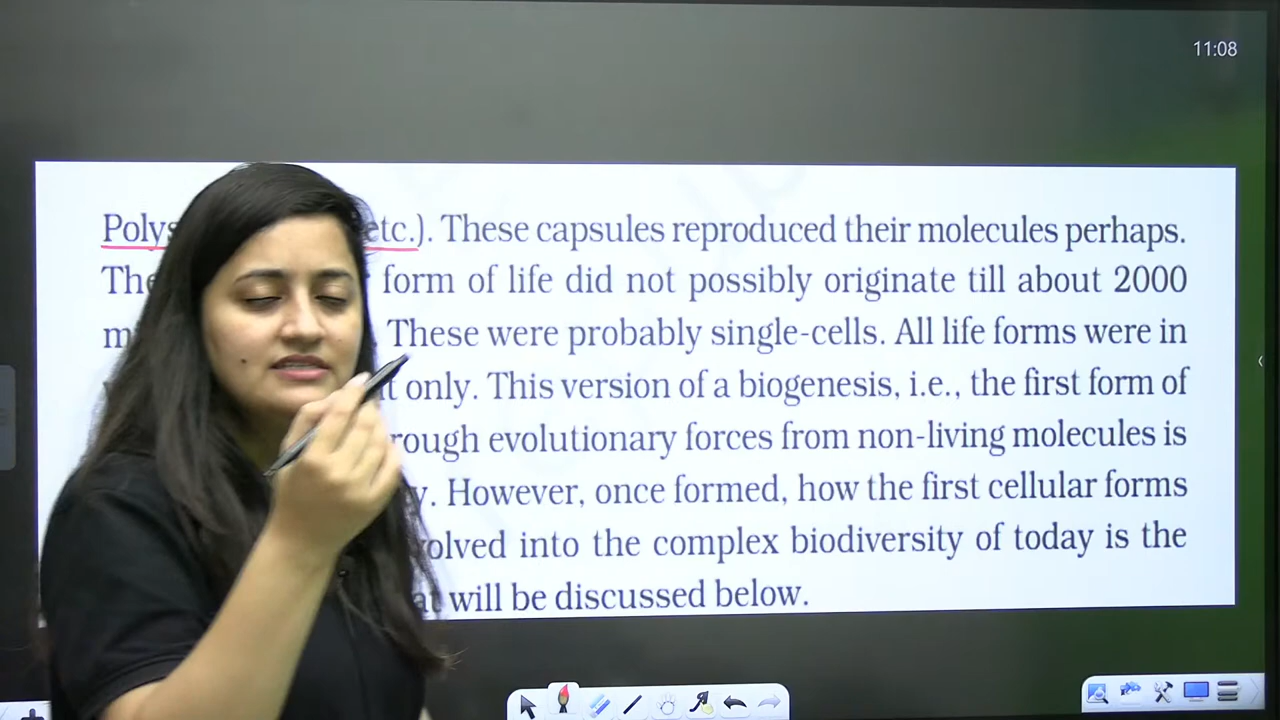 11:08
Polys etc.). These capsules reproduced their molecules perhaps.
The form of life did not possibly originate till about 2000
m These were probably single-cells. All life forms were in
only. This version of a biogenesis, i.e., the first form of
rough evolutionary forces from non-living molecules is
y. However, once formed, how the first cellular forms
volved into the complex biodiversity of today is the
at will be discussed below.